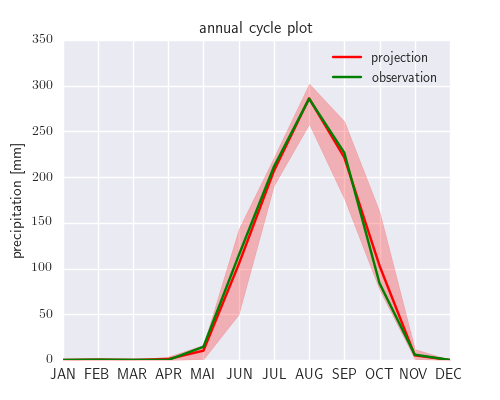 annual cycle plot
350
300
250
200
150
100
50
0
precipitation [mm]
projection
observation
JAN FEB MAR APR MAI JUN JUL AUG SEP OCT NOV DEC